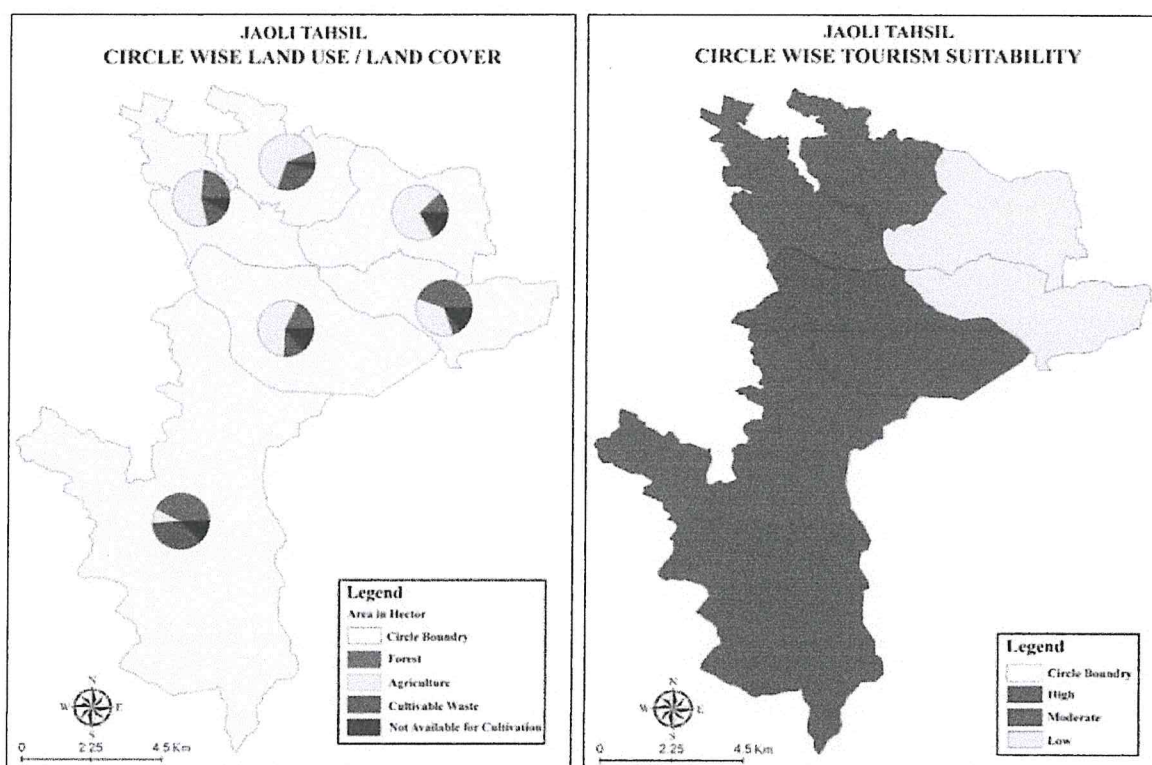 JAOLI TAHSIL
CIRCLE WISE LAND USE / LAND COVER
Legend
Area in Hector
Circle Boundry
Forest
Agriculture
Cultivable Waste
Not Available for Cultivation
N
W E
S
0 2.25 4.5 Km
JAOLI TAHSIL
CIRCLE WISE TOURISM SUITABILITY
Legend
Circle Boundry
High
Moderate
Low
N
W E
S
0 2.25 4.5 Km